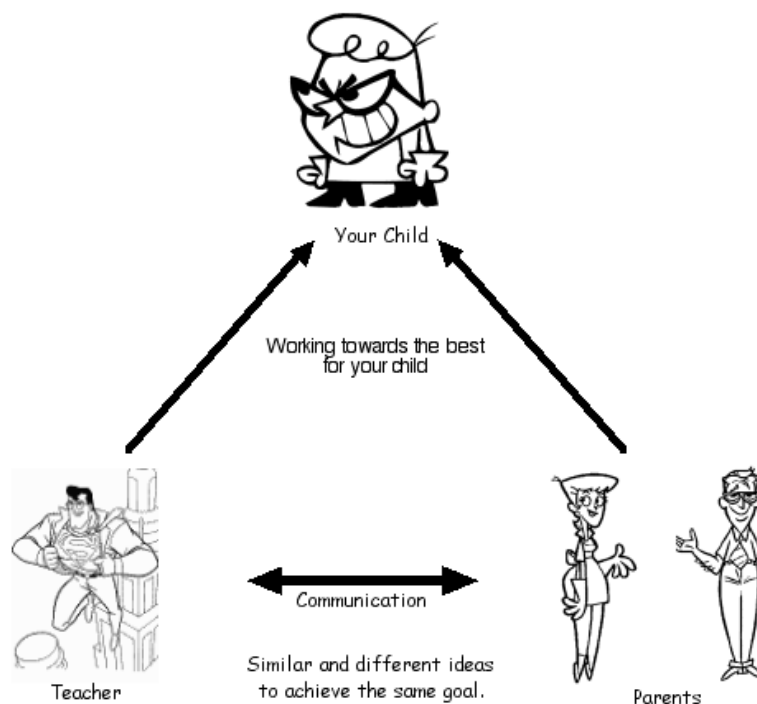 Your Child
Working towards the best
for your child
Communication
Similar and different ideas
to achieve the same goal.
Teacher
Parents